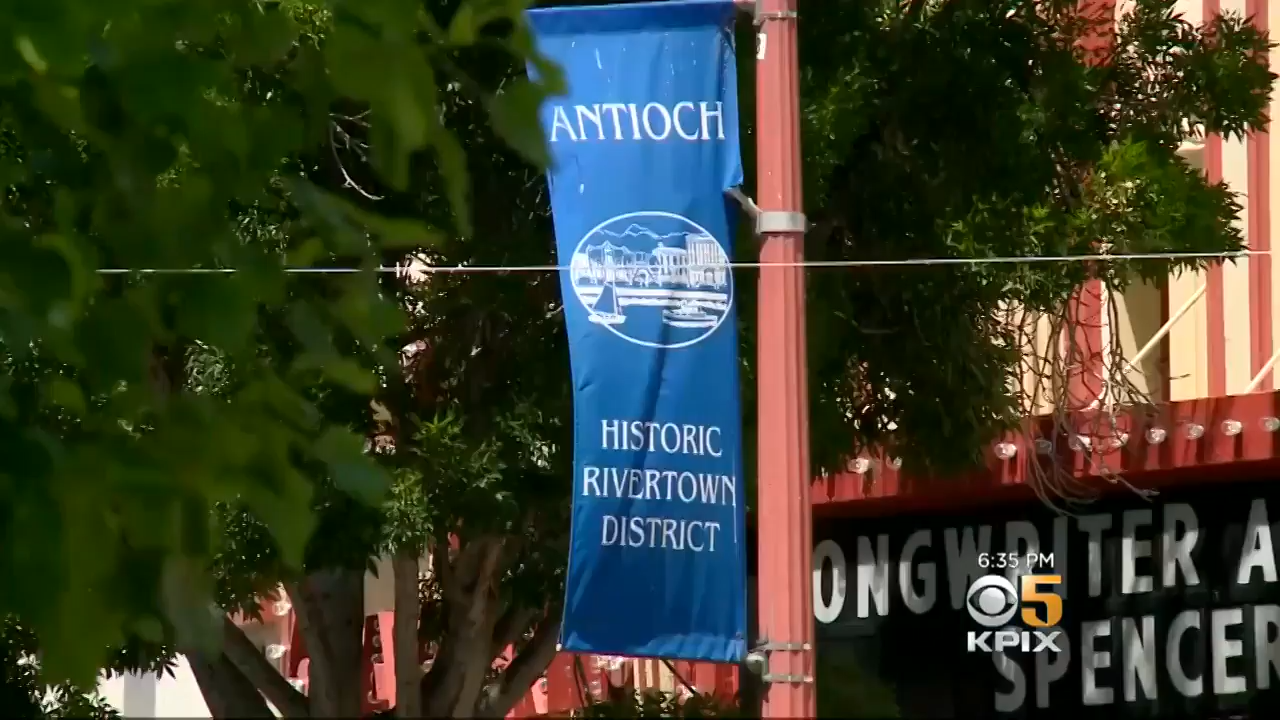 ANTIOCH
HISTORIC
RIVERTOWN
DISTRICT
ONGWRITER A
SPENCER
6:35 PM
5
KPIX